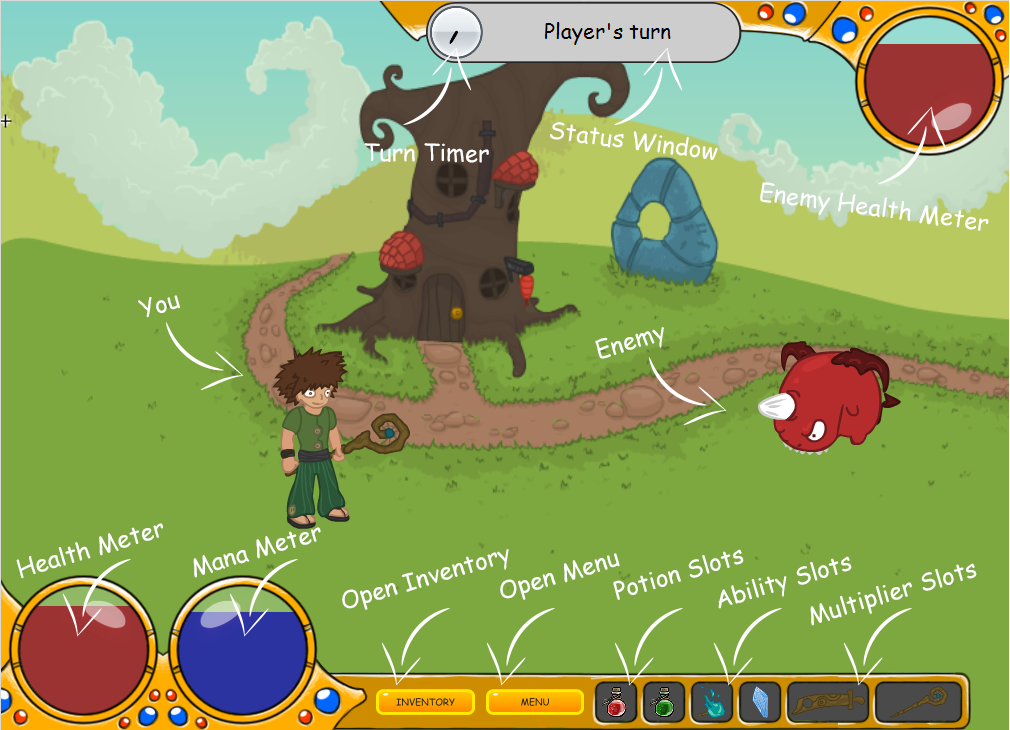 Player's turn
Turn Timer
Status Window
Enemy Health Meter
You
Enemy
Health Meter
Mana Meter
Open Inventory
Open Menu
Potion Slots
Ability Slots
Multiplier Slots
INVENTORY
MENU